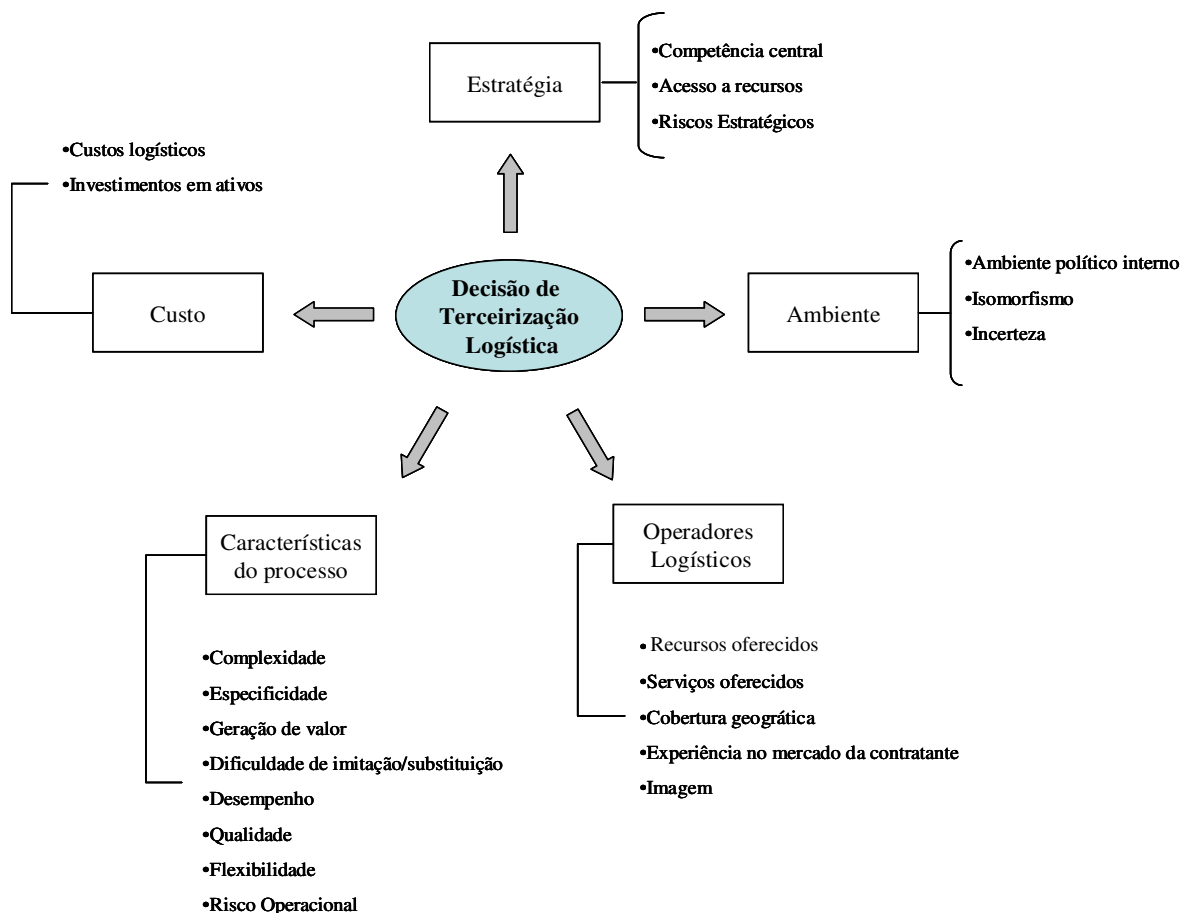 Estratégia
•Competência central
•Acesso a recursos
•Riscos Estratégicos
•Custos logísticos
•Investimentos em ativos
Custo
Decisão de
Terceirização
Logística
Ambiente
•Ambiente político interno
•Isomorfismo
•Incerteza
Características
do processo
•Complexidade
•Especificidade
•Geração de valor
•Dificuldade de imitação/substituição
•Desempenho
•Qualidade
•Flexibilidade
•Risco Operacional
Operadores
Logísticos
• Recursos oferecidos
•Serviços oferecidos
•Cobertura geogrática
•Experiência no mercado da contratante
•Imagem